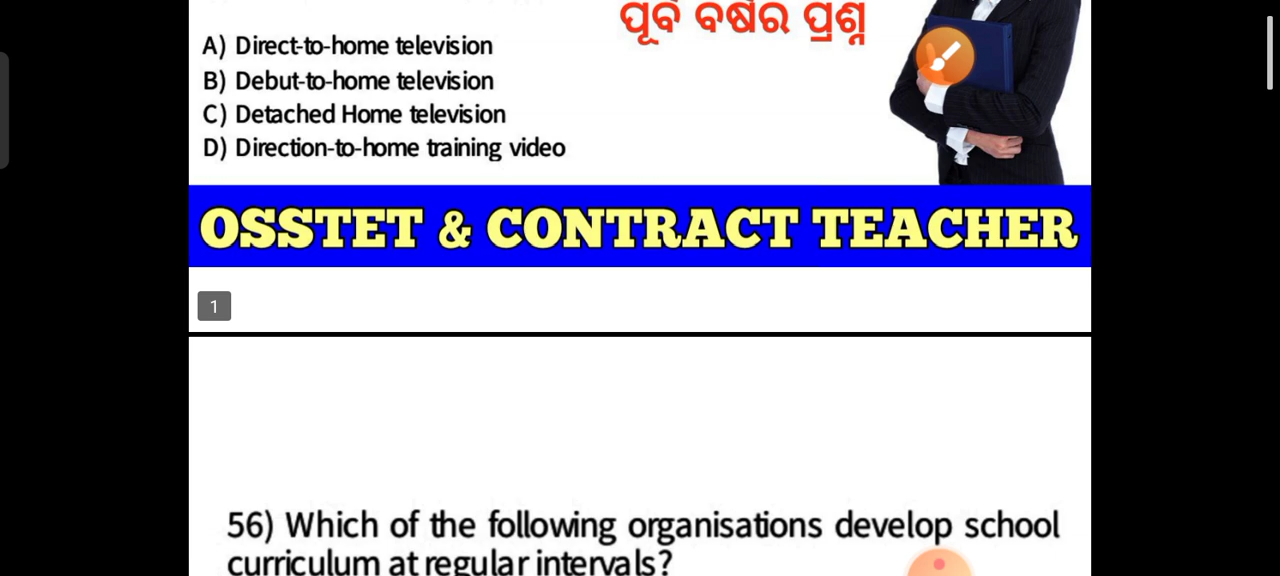 ପୂର୍ବ ବର୍ଷର ପ୍ରଶ୍ନ
A) Direct-to-home television
B) Debut-to-home television
C) Detached Home television
D) Direction-to-home training video
OSSTET & CONTRACT TEACHER
1
56) Which of the following organisations develop school
curriculum at regular intervals?